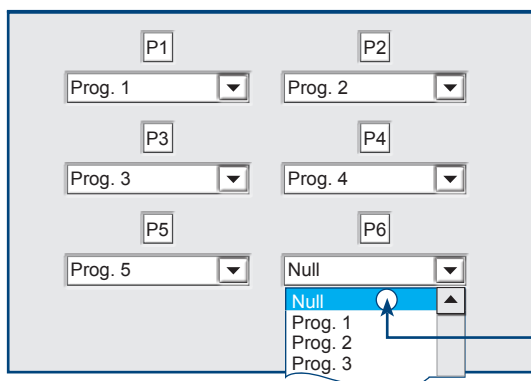 P1 P2
Prog. 1 Prog. 2
P3 P4
Prog. 3 Prog. 4
P5 P6
Prog. 5 Null
Null
Prog. 1
Prog. 2
Prog. 3